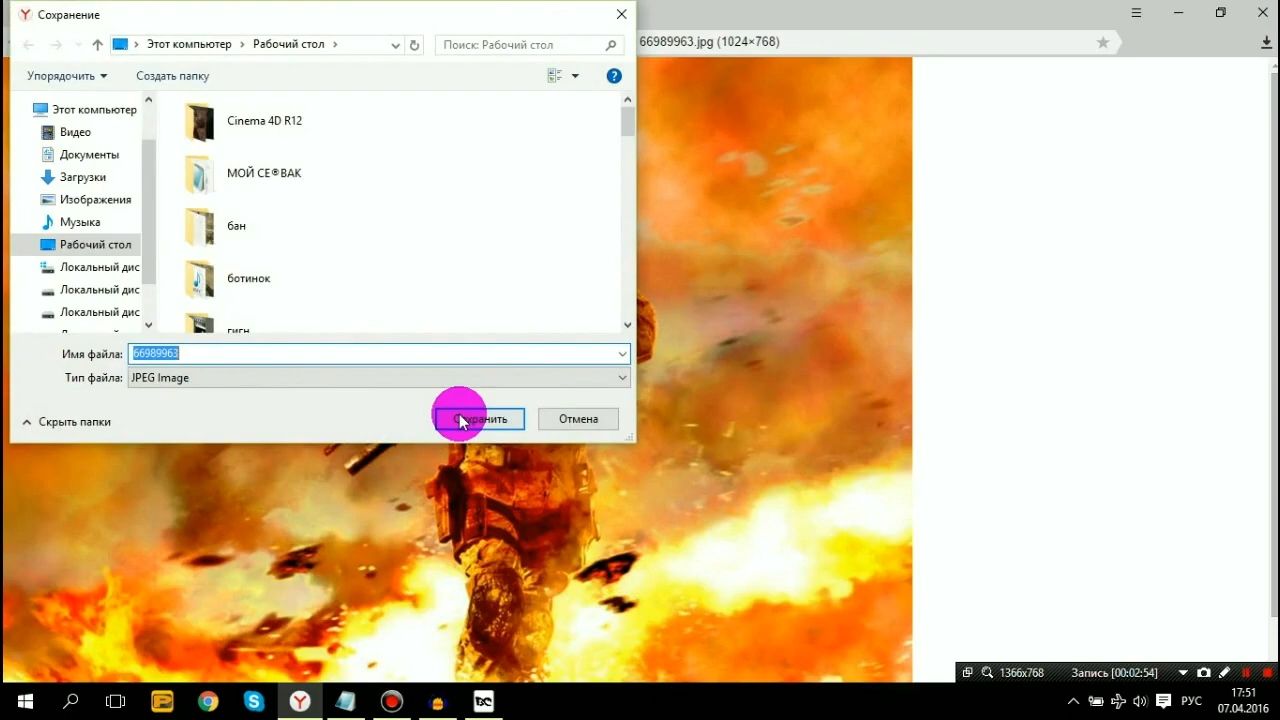 Сохранение
66989963.jpg (1024×768)
Этот компьютер
Рабочий стол
Поиск: Рабочий стол
Упорядочить
Создать папку
Этот компьютер
Видео
Документы
Загрузки
Изображения
Музыка
Рабочий стол
Локальный дис
Локальный дис
Локальный дис
Cinema 4D R12
МОЙ СЕ®ВАК
бан
ботинок
гигн
Имя файла:
66989963
Тип файла:
JPEG Image
Скрыть папки
Сохранить
Отмена
1366x768
Запись [00:02:54]
РУС
17:51
07.04.2016